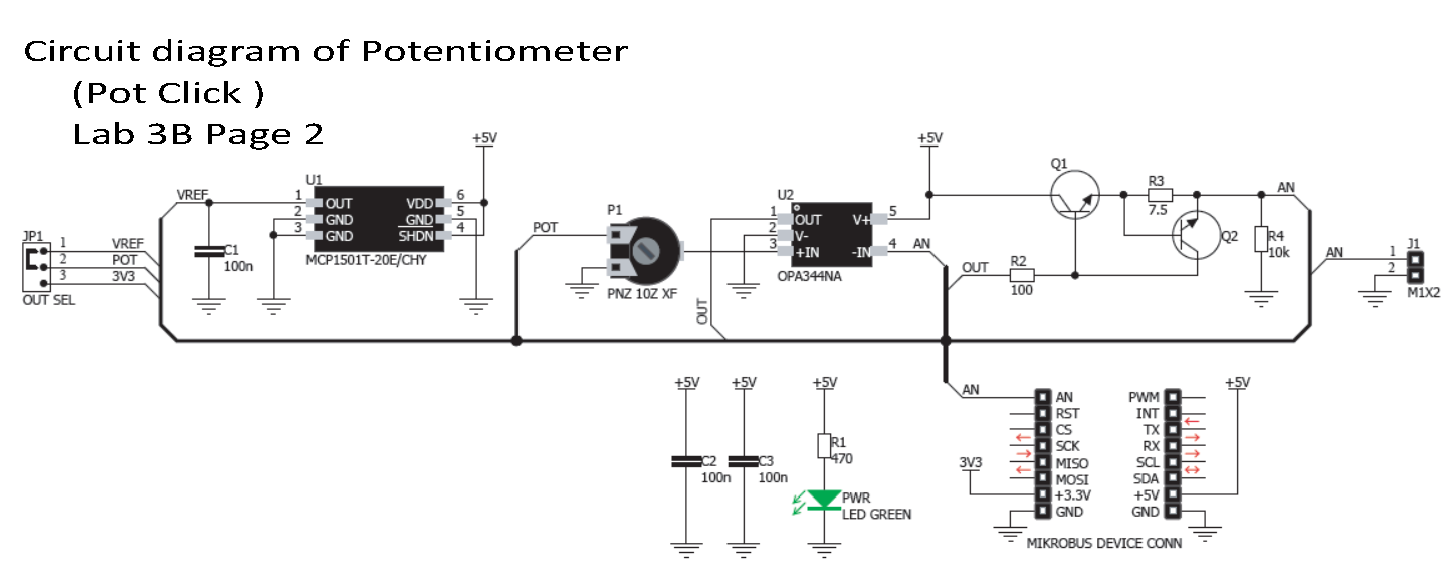 Circuit diagram of Potentiometer
(Pot Click )
Lab 3B Page 2
JP1
1 VREF
2 POT
3 3V3
OUT SEL
VREF
C1
100n
U1
1 OUT VDD 6
2 GND GND 5
3 GND SHDN 4
MCP1501T-20E/CHY
+5V
POT
P1
PNZ 10Z XF
OUT
U2
1 OUT V+ 5
2 V-
3 +IN -IN 4 AN
OPA344NA
+5V
OUT
R2
100
Q1
R3
7.5
Q2
R4
10k
AN
AN
1 J1
2
M1X2
+5V
C2
100n
+5V
C3
100n
+5V
R1
470
PWR
LED GREEN
AN
3V3
AN PWM
RST INT
CS TX
SCK RX
MISO SCL
MOSI SDA
+3.3V +5V
GND GND
+5V
MIKROBUS DEVICE CONN